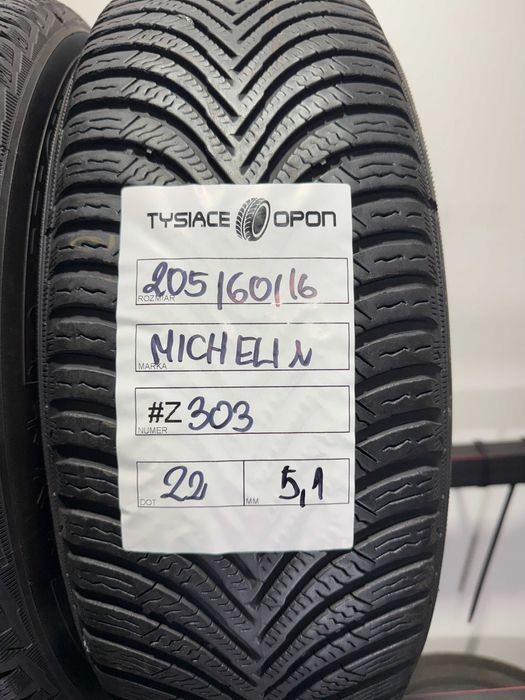 TYSIACE OPON
205/60/16
ROZMIAR
MICHELIN
MARKA
#Z 303
NUMER
22 5,1
DOT MM